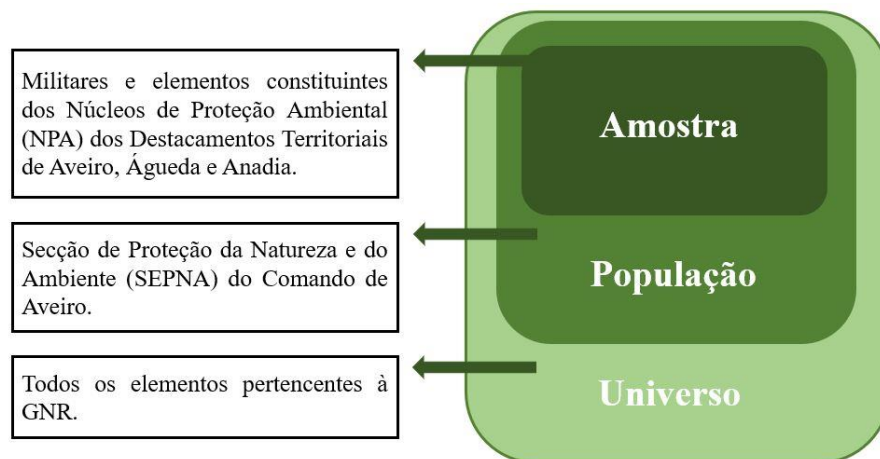 Militares e elementos constituintes
dos Núcleos de Proteção Ambiental
(NPA) dos Destacamentos Territoriais
de Aveiro, Águeda e Anadia.
Amostra
Secção de Proteção da Natureza e do
Ambiente (SEPNA) do Comando de
Aveiro.
População
Todos os elementos pertencentes à
GNR.
Universo